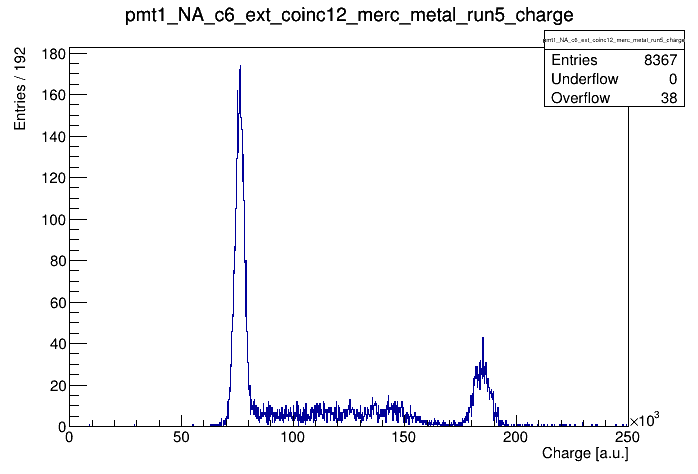 pmt1_NA_c6_ext_coinc12_merc_metal_run5_charge
pmt1_NA_c6_ext_coinc12_merc_metal_run5_charge
Entries 8367
Underflow 0
Overflow 38
Entries / 192
180
160
140
120
100
80
60
40
20
0
0 50 100 150 200 250
×10³
Charge [a.u.]